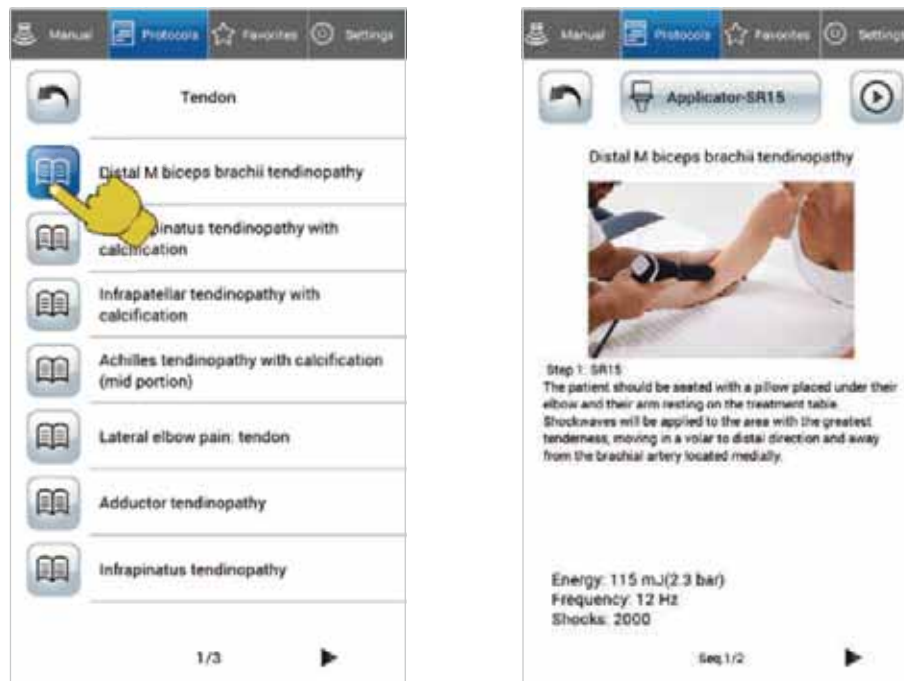 Manual Protocols Favorites Settings
Tendon
Distal M biceps brachii tendinopathy
pinatus tendinopathy with
calcification
Infrapatellar tendinopathy with
calcification
Achilles tendinopathy with calcification
(mid portion)
Lateral elbow pain: tendon
Adductor tendinopathy
Infrapinatus tendinopathy
1/3
Manual Protocols Favorites Settings
Applicator-SR15
Distal M biceps brachii tendinopathy
Step 1: SR15
The patient should be seated with a pillow placed under their
elbow and their arm resting on the treatment table.
Shockwaves will be applied to the area with the greatest
tenderness, moving in a volar to distal direction and away
from the brachial artery located medially.
Energy: 115 mJ(2.3 bar)
Frequency: 12 Hz
Shocks: 2000
Seq.1/2